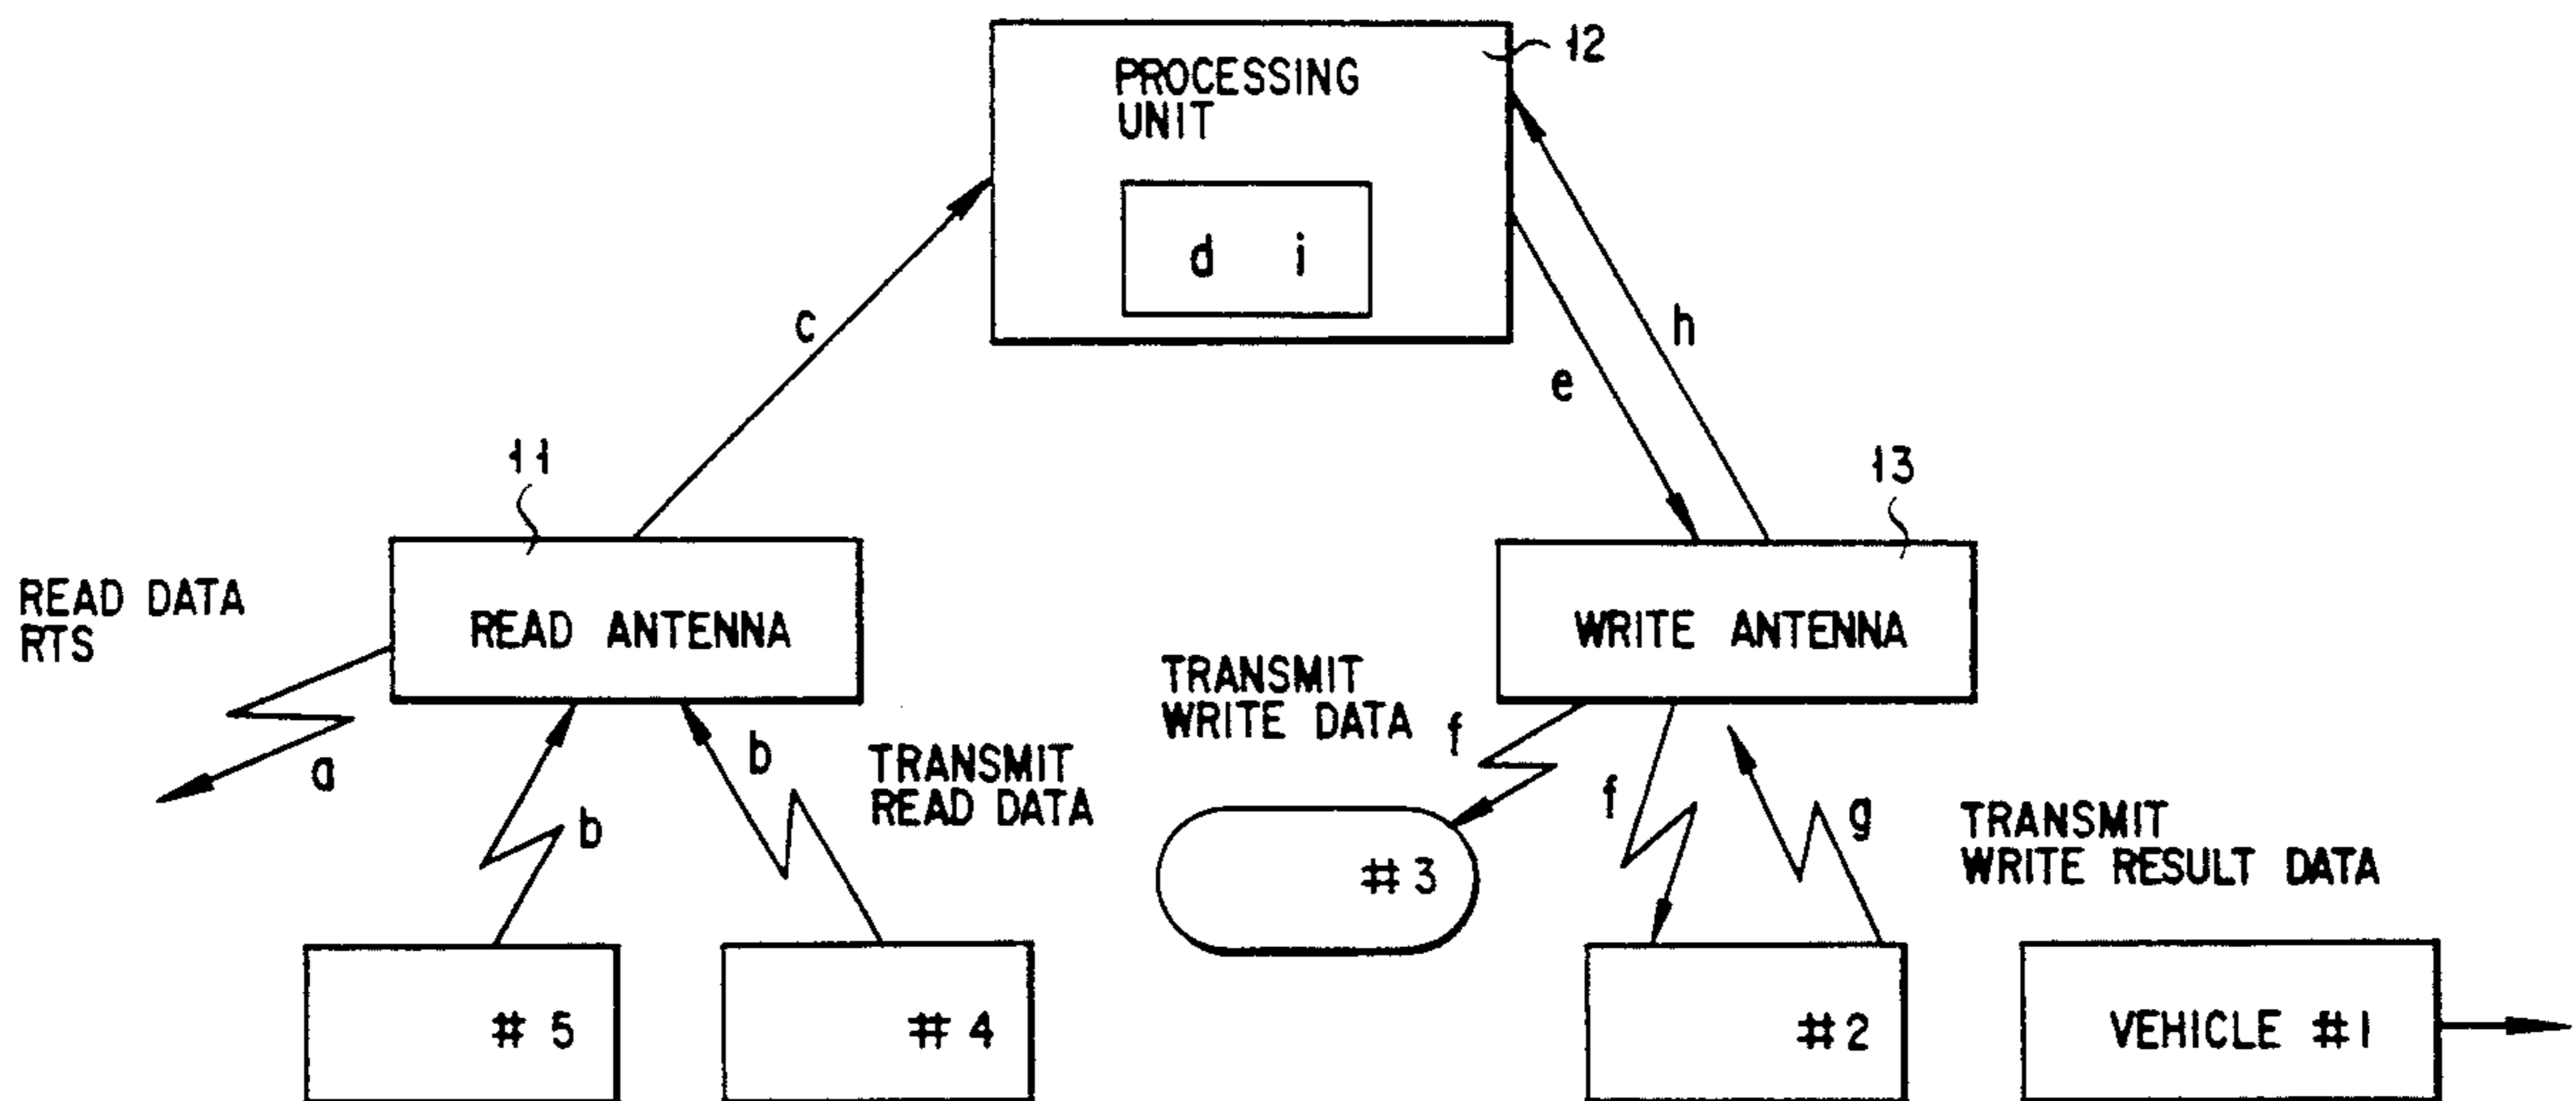 12
PROCESSING
UNIT
d i
c
h
e
11
13
READ DATA
RTS
READ ANTENNA
WRITE ANTENNA
a
b
b
TRANSMIT
READ DATA
TRANSMIT
WRITE DATA
f
f
g
TRANSMIT
WRITE RESULT DATA
#3
#5
#4
#2
VEHICLE #1